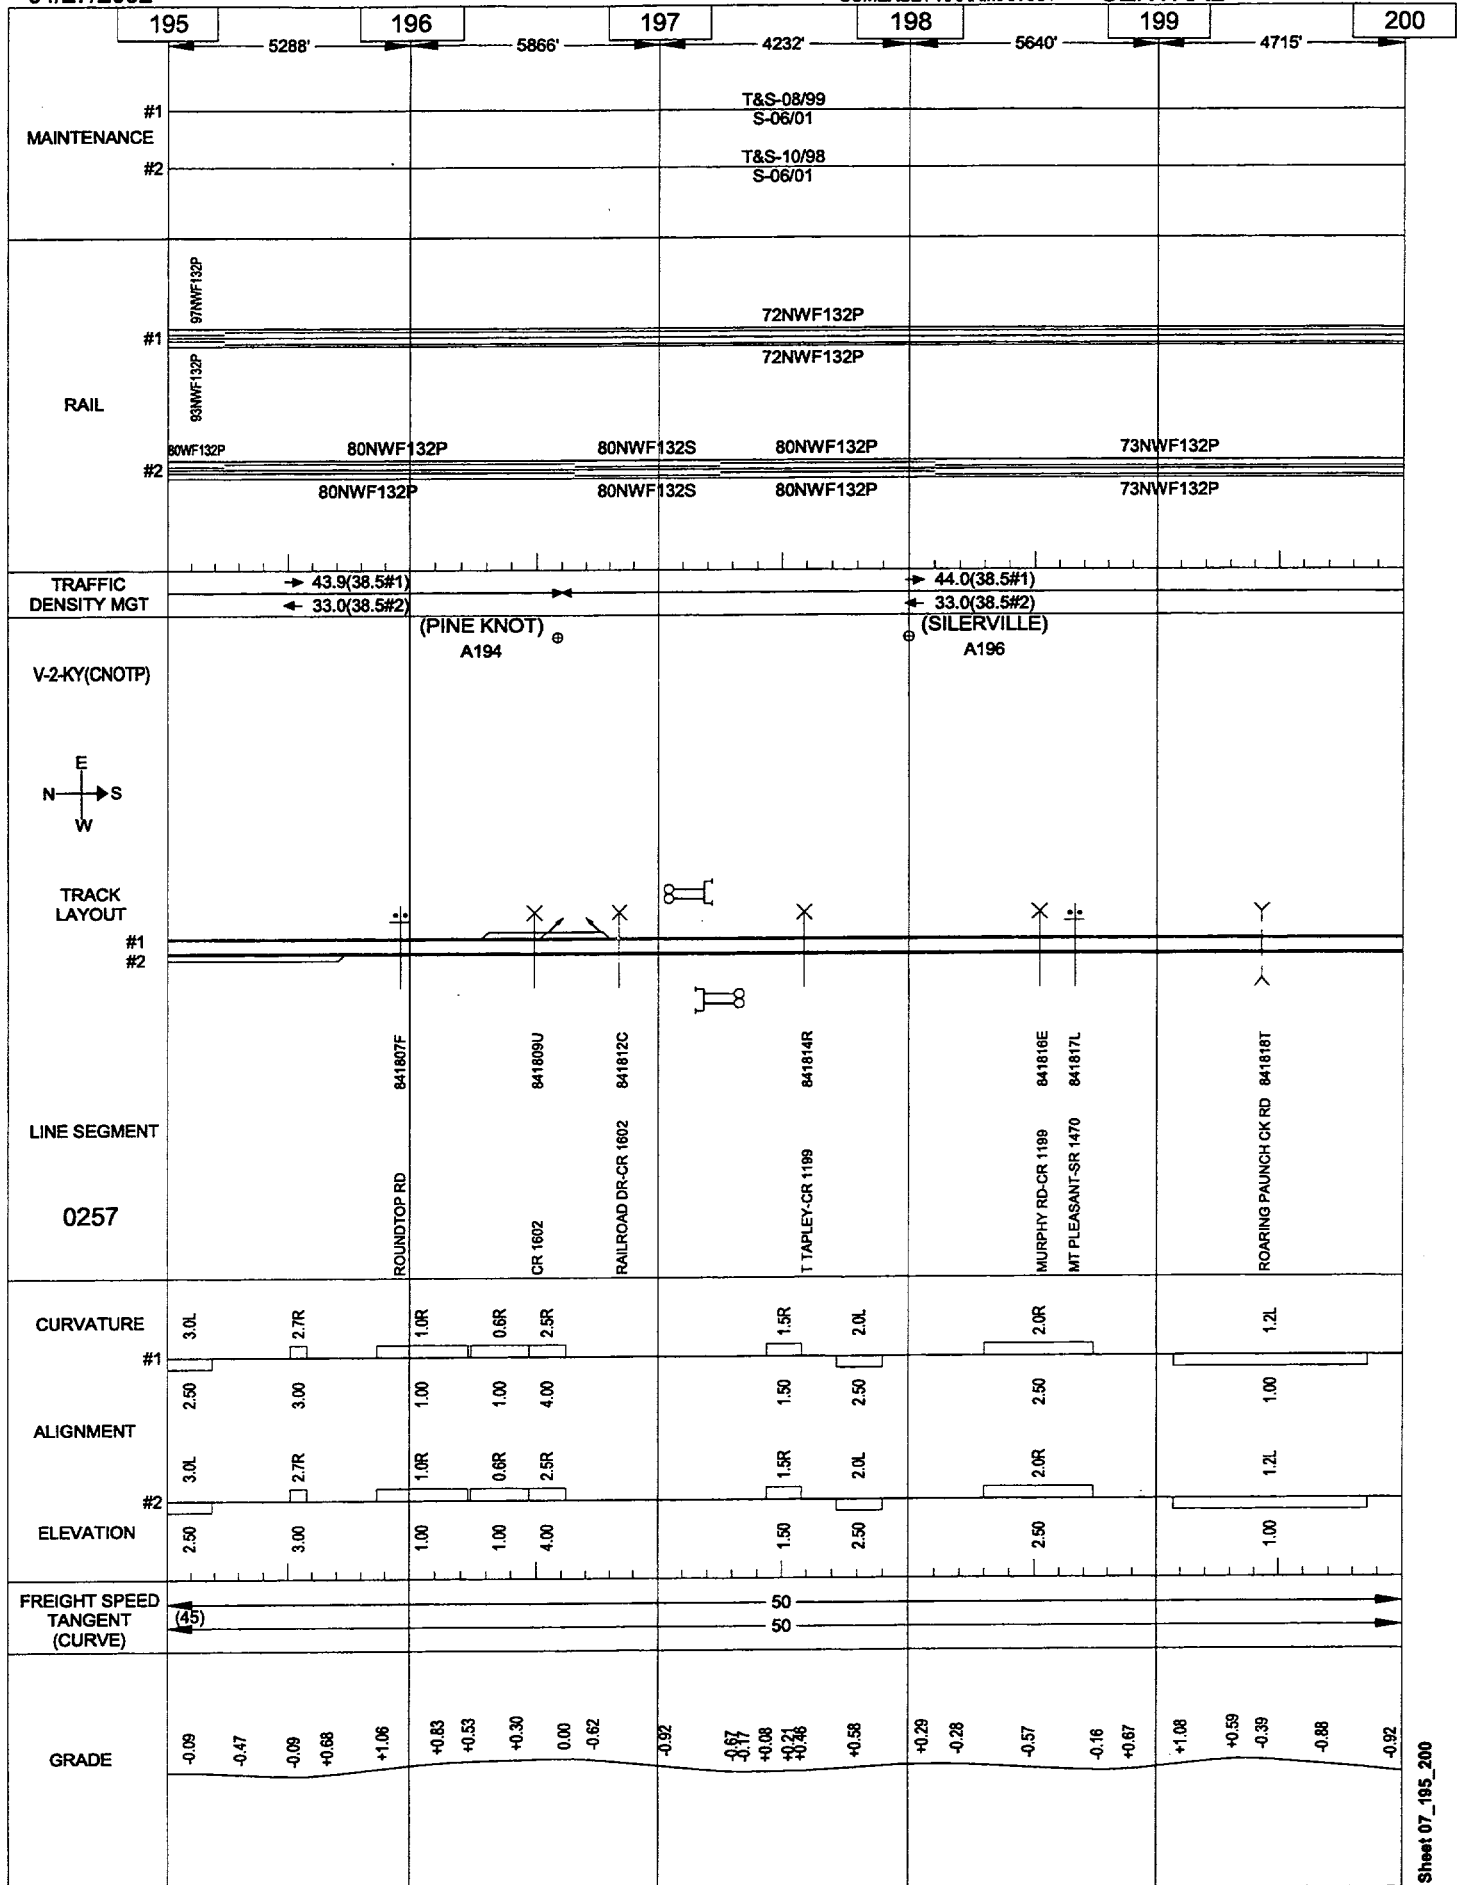 195 196 197 198 199 200
5288' 5866' 4232' 5640' 4715'
MAINTENANCE
#1
T&S-08/99
S-06/01
#2
T&S-10/98
S-06/01
RAIL
97NWF132P
#1
72NWF132P
72NWF132P
93NWF132P
80WF132P 80NWF132P 80NWF132S 80NWF132P 73NWF132P
#2
80NWF132P 80NWF132S 80NWF132P 73NWF132P
TRAFFIC
DENSITY MGT
43.9(38.5#1) 44.0(38.5#1)
33.0(38.5#2) 33.0(38.5#2)
(PINE KNOT) (SILERVILLE)
A194 A196
V-2-KY(CNOTP)
E
N S
W
TRACK
LAYOUT
#1
#2
LINE SEGMENT
0257
ROUNDTOP RD 841807F
CR 1602 841809U
RAILROAD DR-CR 1602 841812C
T TAPLEY-CR 1199 841814R
MURPHY RD-CR 1199 841816E
MT PLEASANT-SR 1470 841817L
ROARING PAUNCH CK RD 841818T
CURVATURE
3.0L 2.7R 1.0R 0.6R 2.5R 1.5R 2.0L 2.0R 1.2L
#1
2.50 3.00 1.00 1.00 4.00 1.50 2.50 2.50 1.00
ALIGNMENT
3.0L 2.7R 1.0R 0.6R 2.5R 1.5R 2.0L 2.0R 1.2L
#2
ELEVATION
2.50 3.00 1.00 1.00 4.00 1.50 2.50 2.50 1.00
FREIGHT SPEED
TANGENT
(CURVE)
50
(45)
50
GRADE
-0.09 -0.47 -0.09 +0.68 +1.06 +0.83 +0.53 +0.30 0.00 -0.62 -0.92 -0.67 -0.17 +0.08 +0.21 +0.46 +0.58 +0.29 -0.28 -0.57 -0.16 +0.67 +1.08 +0.59 -0.39 -0.88 -0.92
Sheet 07_195_200